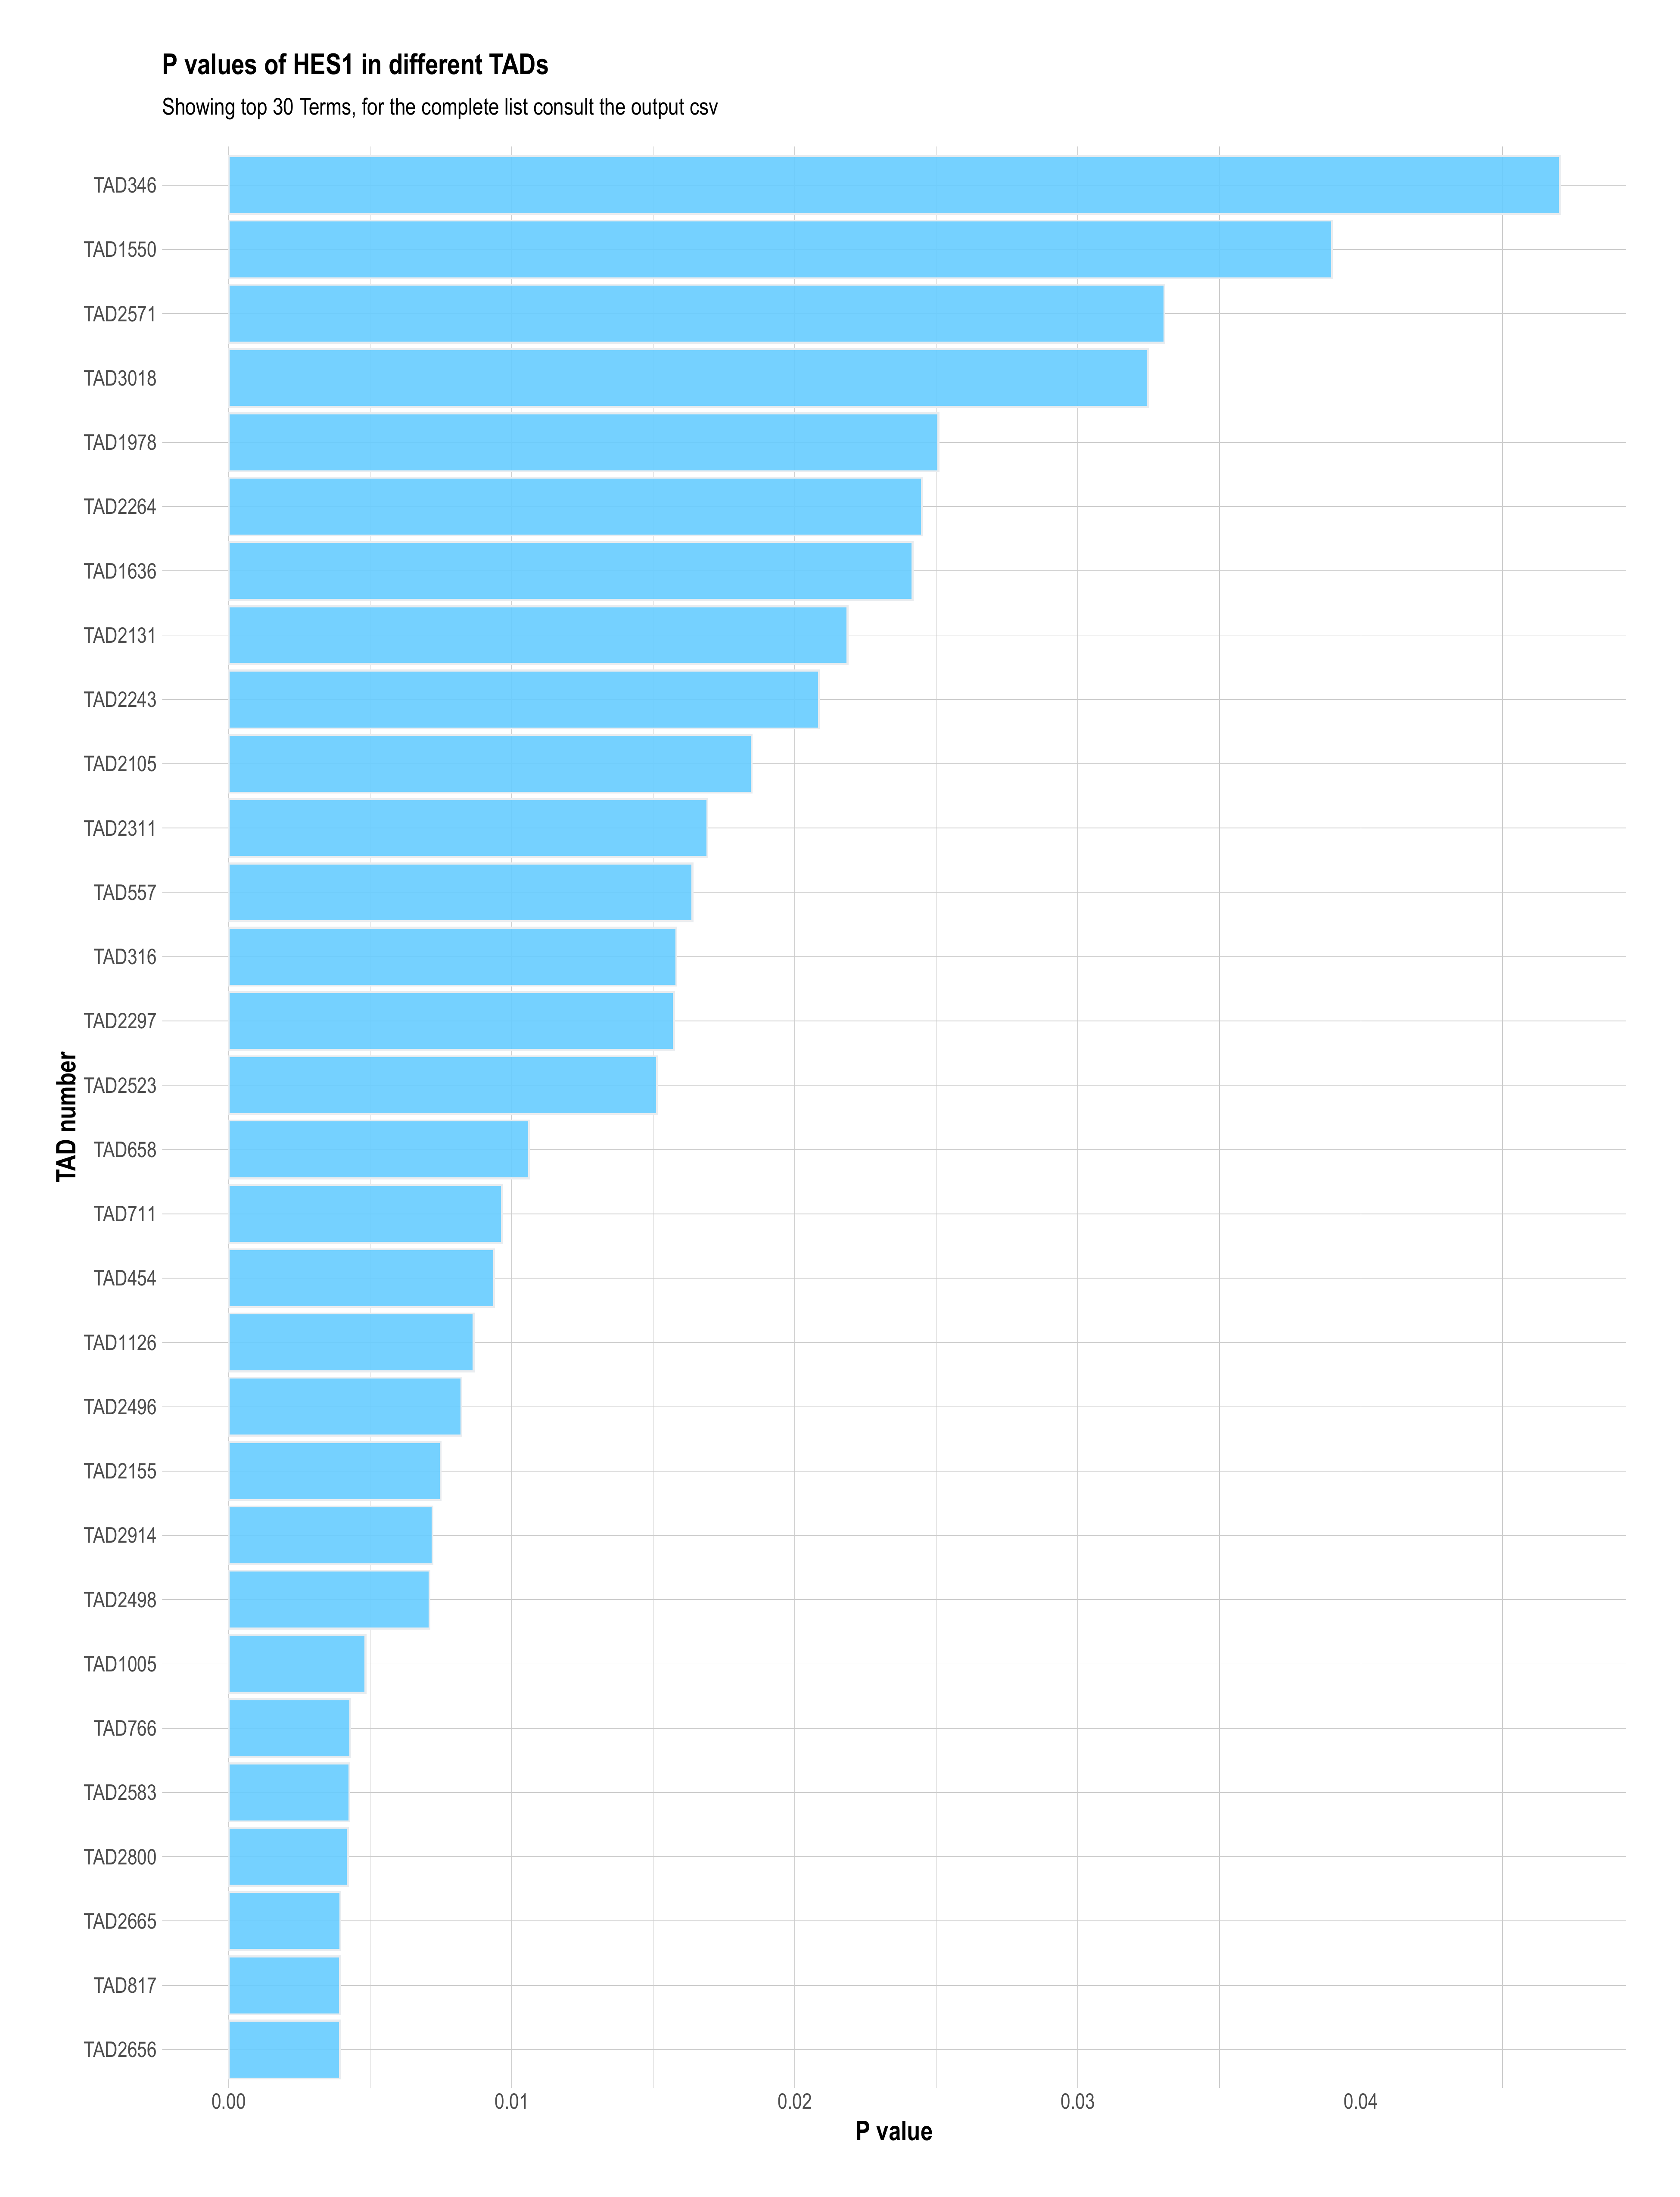 P values of HES1 in different TADs
Showing top 30 Terms, for the complete list consult the output csv
TAD number
TAD346
TAD1550
TAD2571
TAD3018
TAD1978
TAD2264
TAD1636
TAD2131
TAD2243
TAD2105
TAD2311
TAD557
TAD316
TAD2297
TAD2523
TAD658
TAD711
TAD454
TAD1126
TAD2496
TAD2155
TAD2914
TAD2498
TAD1005
TAD766
TAD2583
TAD2800
TAD2665
TAD817
TAD2656
0.00 0.01 0.02 0.03 0.04
P value